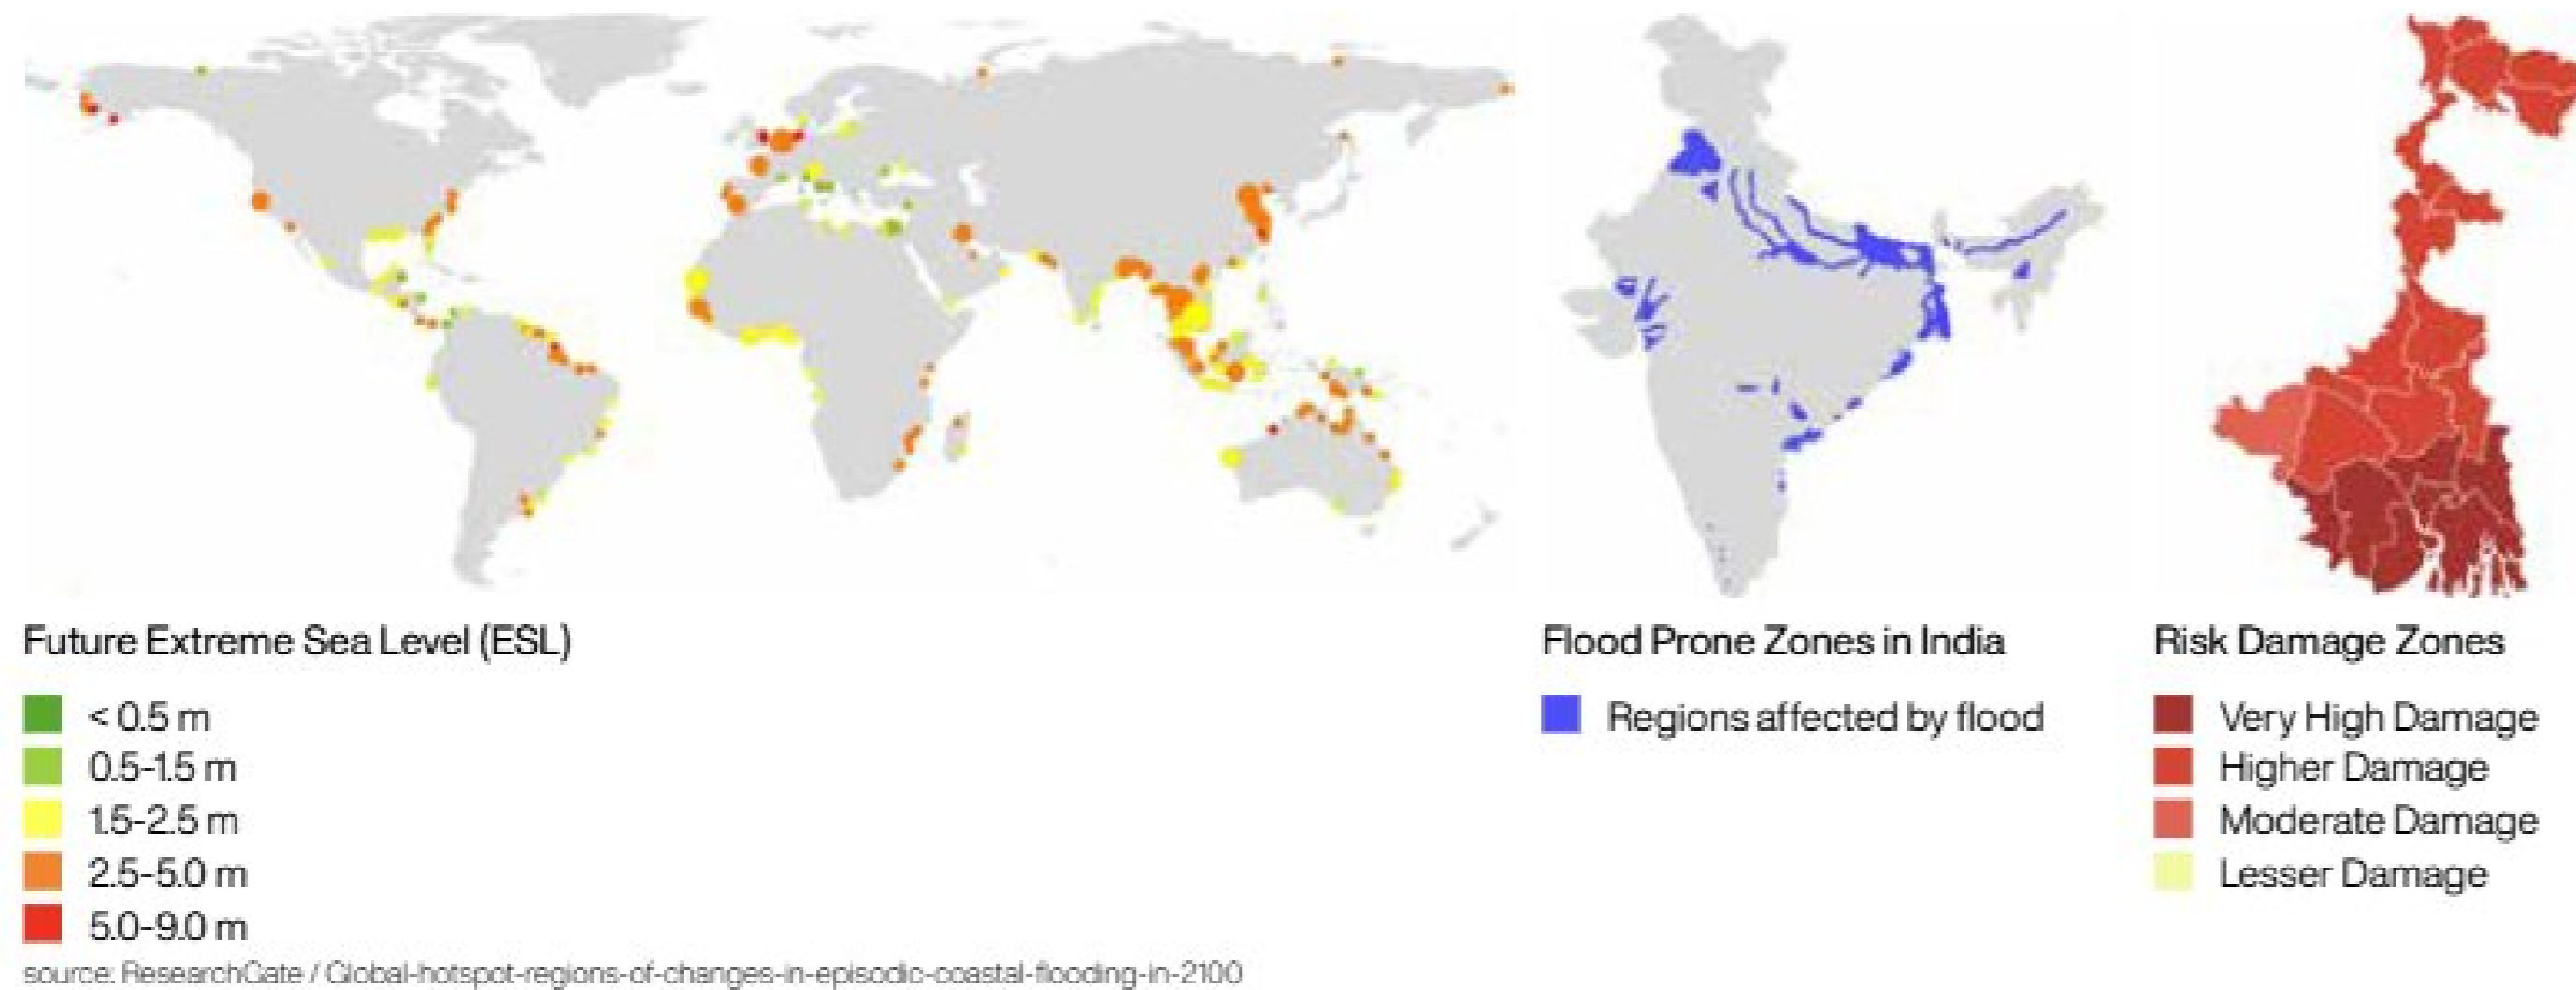 Future Extreme Sea Level (ESL)
< 0.5 m
0.5-1.5 m
1.5-2.5 m
2.5-5.0 m
5.0-9.0 m
source: ResearchGate / Global-hotspot-regions-of-changes-in-episodic-coastal-flooding-in-2100
Flood Prone Zones in India
Regions affected by flood
Risk Damage Zones
Very High Damage
Higher Damage
Moderate Damage
Lesser Damage